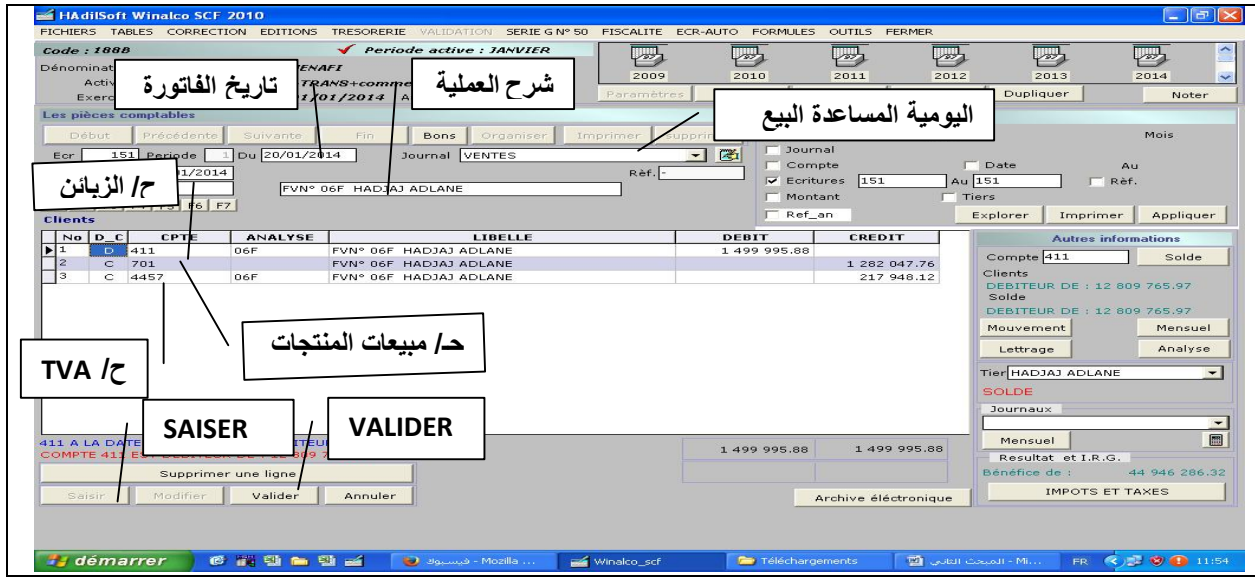 HAdilSoft Winalco SCF 2010
FICHIERS TABLES CORRECTION EDITIONS TRESORERIE VALIDATION SERIE G N° 50 FISCALITE ECR-AUTO FORMULES OUTILS FERMER
Code : 188B Periode active : JANVIER
2009 2010 2011 2012 2013 2014
تاريخ الفاتورة
شرح العملية
اليومية المساعدة البيع
Paramètres Dupliquer Noter
Les pièces comptables
Début Précédente Suivante Fin Bons Organiser Imprimer
Ecr 151 Periode 1 Du 20/01/2014 Journal VENTES
Réf. -
FVN° 06F HADJAJ ADLANE
ح/ الزبائن
F6 F7
Clients
Journal Mois
Compte Date Au
Ecritures 151 Au 151 Rèf.
Montant Tiers
Ref_an Explorer Imprimer Appliquer
No D_C CPTE ANALYSE LIBELLE DEBIT CREDIT
1 D 411 06F FVN° 06F HADJAJ ADLANE 1 499 995.88
2 C 701 FVN° 06F HADJAJ ADLANE 1 282 047.76
3 C 4457 06F FVN° 06F HADJAJ ADLANE 217 948.12
حـ/ مبيعات المنتجات
ح/ TVA
SAISER
VALIDER
Autres informations
Compte 411 Solde
Clients
DEBITEUR DE : 12 809 765.97
Solde
DEBITEUR DE : 12 809 765.97
Mouvement Mensuel
Lettrage Analyse
Tier HADJAJ ADLANE
SOLDE
Journaux
Mensuel
Resultat et I.R.G.
Bénéfice de : 44 946 286.32
IMPOTS ET TAXES
411 A LA
COMPTE 411
1 499 995.88 1 499 995.88
Supprimer une ligne
Saisir Modifier Valider Annuler
Archive éléctronique
démarrer فيسبوك - Mozilla ... Winalco_scf Téléchargements المبحث الثاني - Mi... FR 11:54